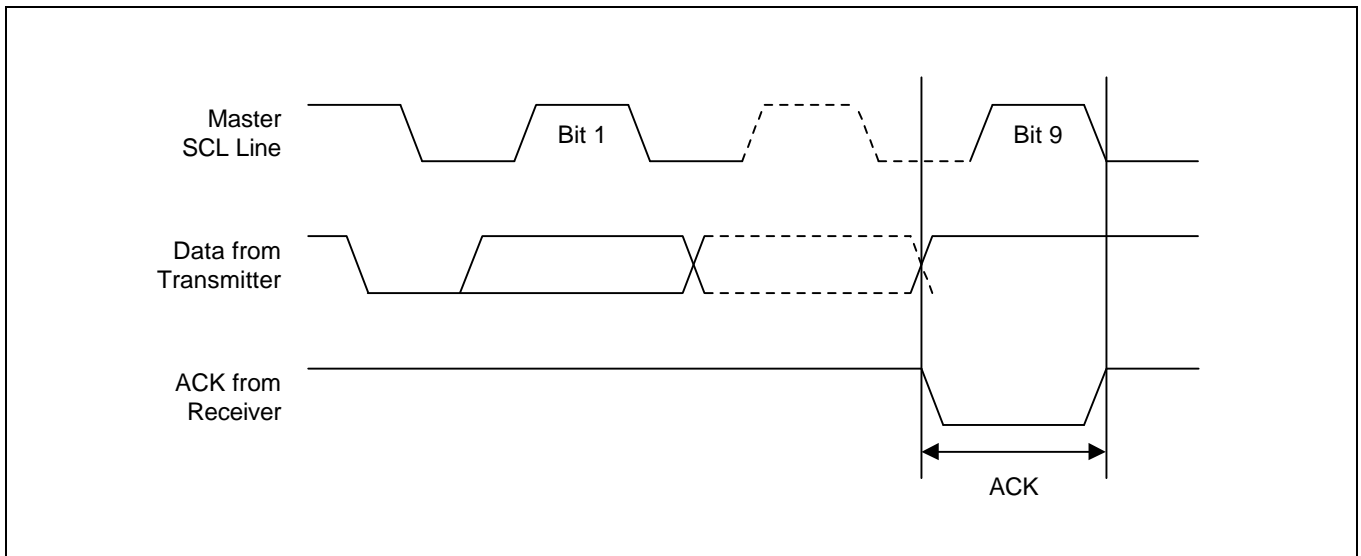 Master
SCL Line
Bit 1
Bit 9
Data from
Transmitter
ACK from
Receiver
ACK